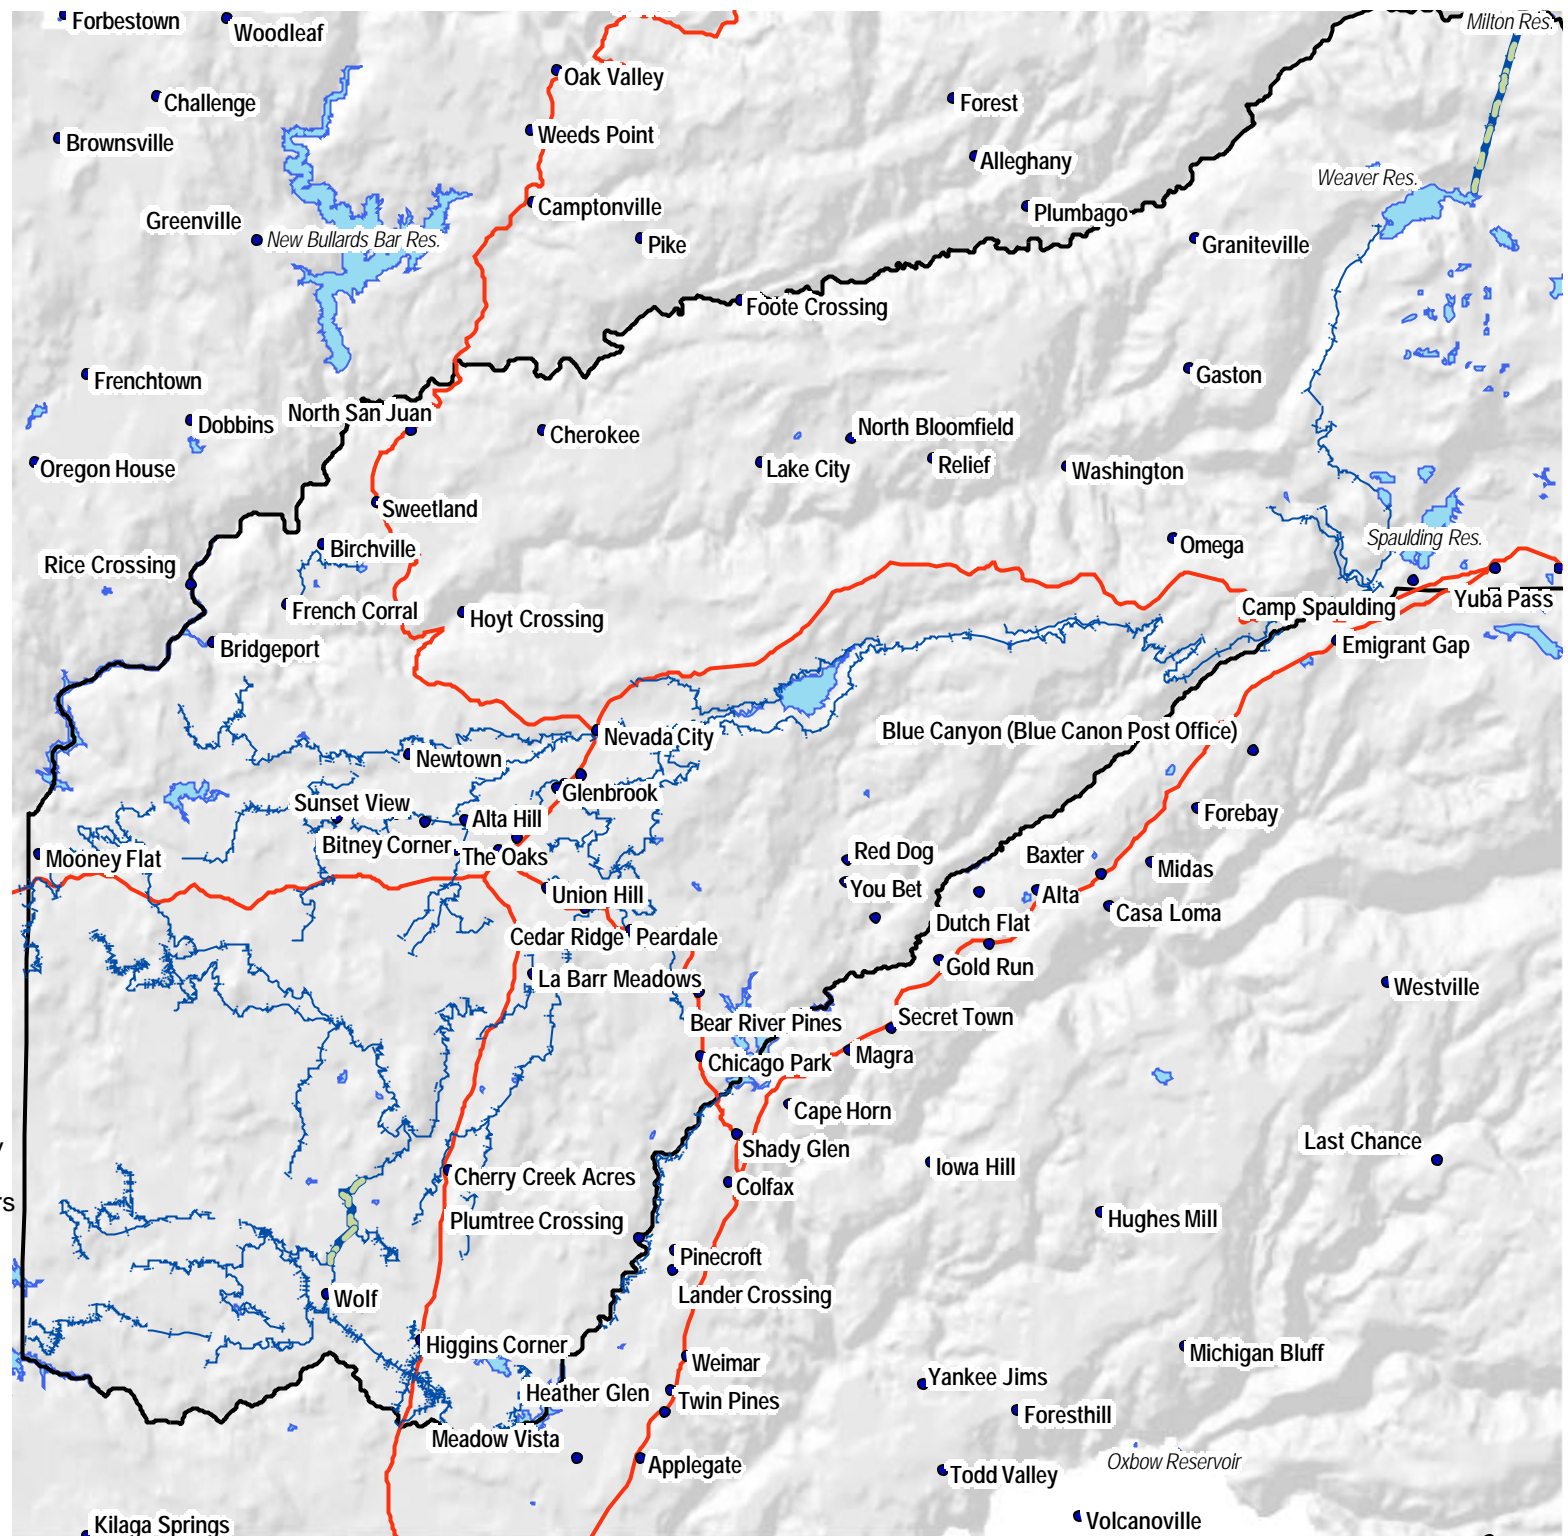 Forbestown
Woodleaf
Milton Res.
Oak Valley
Challenge
Forest
Weeds Point
Brownsville
Alleghany
Weaver Res.
Camptonville
Plumbago
Greenville
New Bullards Bar Res.
Pike
Graniteville
Foote Crossing
Frenchtown
Gaston
North San Juan
Dobbins
Cherokee
North Bloomfield
Oregon House
Lake City
Relief
Washington
Sweetland
Spaulding Res.
Birchville
Omega
Rice Crossing
French Corral
Hoyt Crossing
Camp Spaulding
Yuba Pass
Bridgeport
Emigrant Gap
Nevada City
Blue Canyon (Blue Canon Post Office)
Newtown
Glenbrook
Sunset View
Alta Hill
Forebay
Bitney Corner
The Oaks
Mooney Flat
Red Dog
Baxter
Midas
You Bet
Union Hill
Alta
Casa Loma
Dutch Flat
Cedar Ridge
Peardale
Gold Run
La Barr Meadows
Westville
Bear River Pines
Secret Town
Chicago Park
Magra
Cape Horn
y
Shady Glen
Last Chance
Iowa Hill
Cherry Creek Acres
Colfax
rs
Plumtree Crossing
Hughes Mill
Pinecroft
Wolf
Lander Crossing
Higgins Corner
Michigan Bluff
Weimar
Heather Glen
Yankee Jims
Twin Pines
Foresthill
Meadow Vista
Applegate
Oxbow Reservoir
Todd Valley
Kilaga Springs
Volcanoville